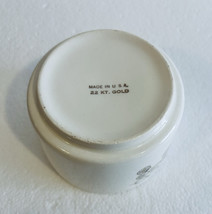 MADE IN U.S.A.
22 KT. GOLD